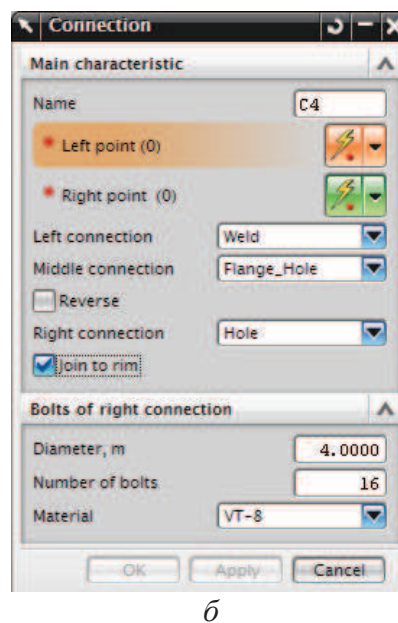 Connection
Main characteristic
Name C4
* Left point (0)
* Right point (0)
Left connection Weld
Middle connection Flange_Hole
Reverse
Right connection Hole
Join to rim
Bolts of right connection
Diameter, m 4.0000
Number of bolts 16
Material VT-8
OK Apply Cancel
б